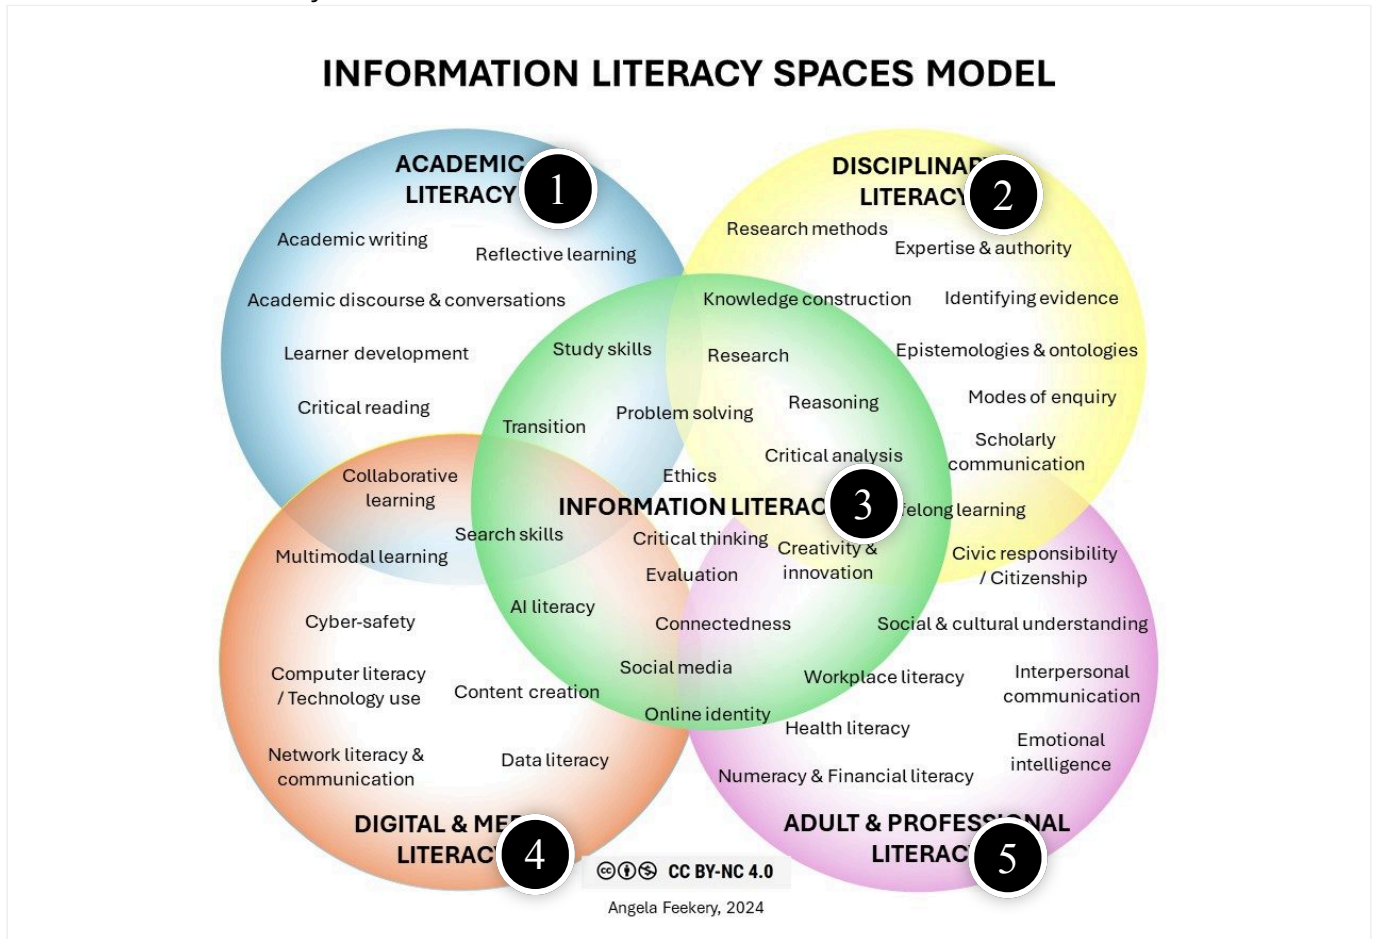 INFORMATION LITERACY SPACES MODEL
ACADEMIC
LITERACY
1
Academic writing
Reflective learning
Academic discourse & conversations
Learner development
Critical reading
DISCIPLINA
LITERACY
2
Research methods
Expertise & authority
Knowledge construction
Identifying evidence
Epistemologies & ontologies
Modes of enquiry
Scholarly
communication
Study skills
Research
Reasoning
Problem solving
Transition
Critical analysis
Ethics
INFORMATION LITERAC
3
felong learning
Collaborative
learning
Search skills
Multimodal learning
Critical thinking
Creativity &
innovation
Evaluation
Civic responsibility
/ Citizenship
AI literacy
Connectedness
Social & cultural understanding
Cyber-safety
Social media
Computer literacy
/ Technology use
Content creation
Online identity
Workplace literacy
Interpersonal
communication
Health literacy
Network literacy &
communication
Data literacy
Emotional
intelligence
Numeracy & Financial literacy
DIGITAL & ME
LITERAC
4
ADULT & PROFESSIONAL
LITERAC
5
CC BY-NC 4.0
Angela Feekery, 2024